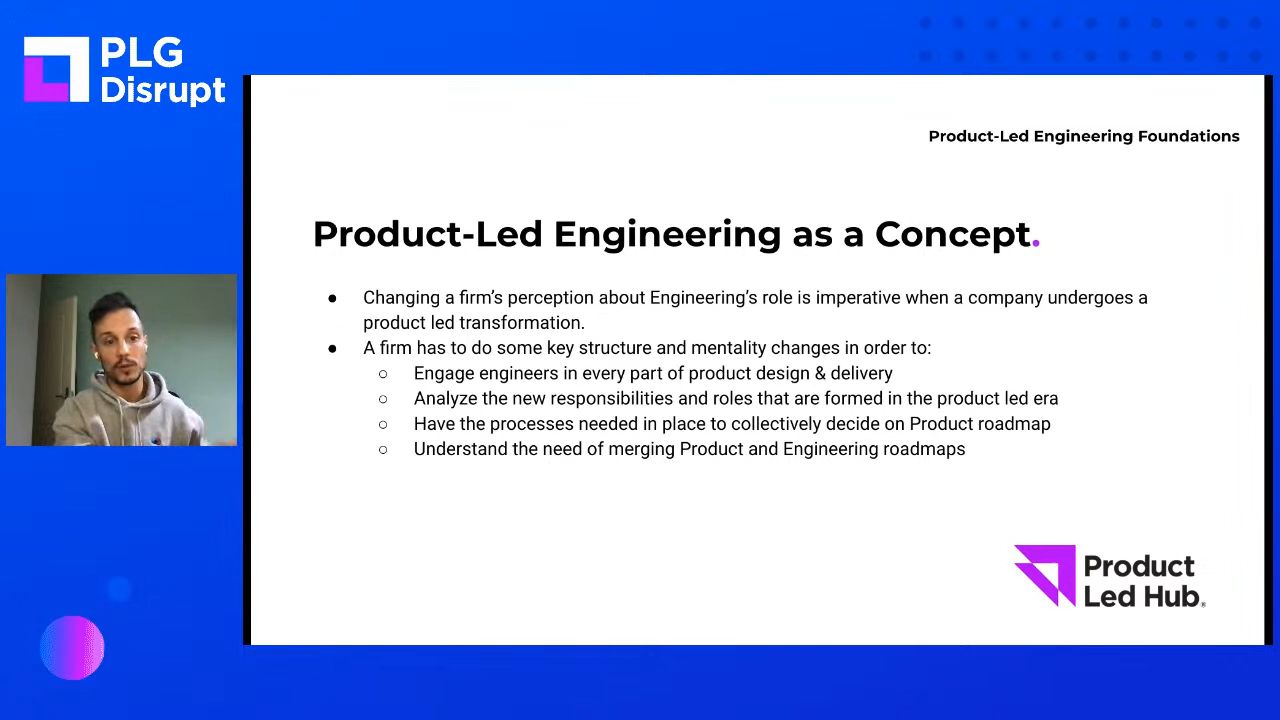 PLG
Disrupt
Product-Led Engineering Foundations
Product-Led Engineering as a Concept.
● Changing a firm’s perception about Engineering’s role is imperative when a company undergoes a
product led transformation.
● A firm has to do some key structure and mentality changes in order to:
○ Engage engineers in every part of product design & delivery
○ Analyze the new responsibilities and roles that are formed in the product led era
○ Have the processes needed in place to collectively decide on Product roadmap
○ Understand the need of merging Product and Engineering roadmaps
Product
Led Hub®